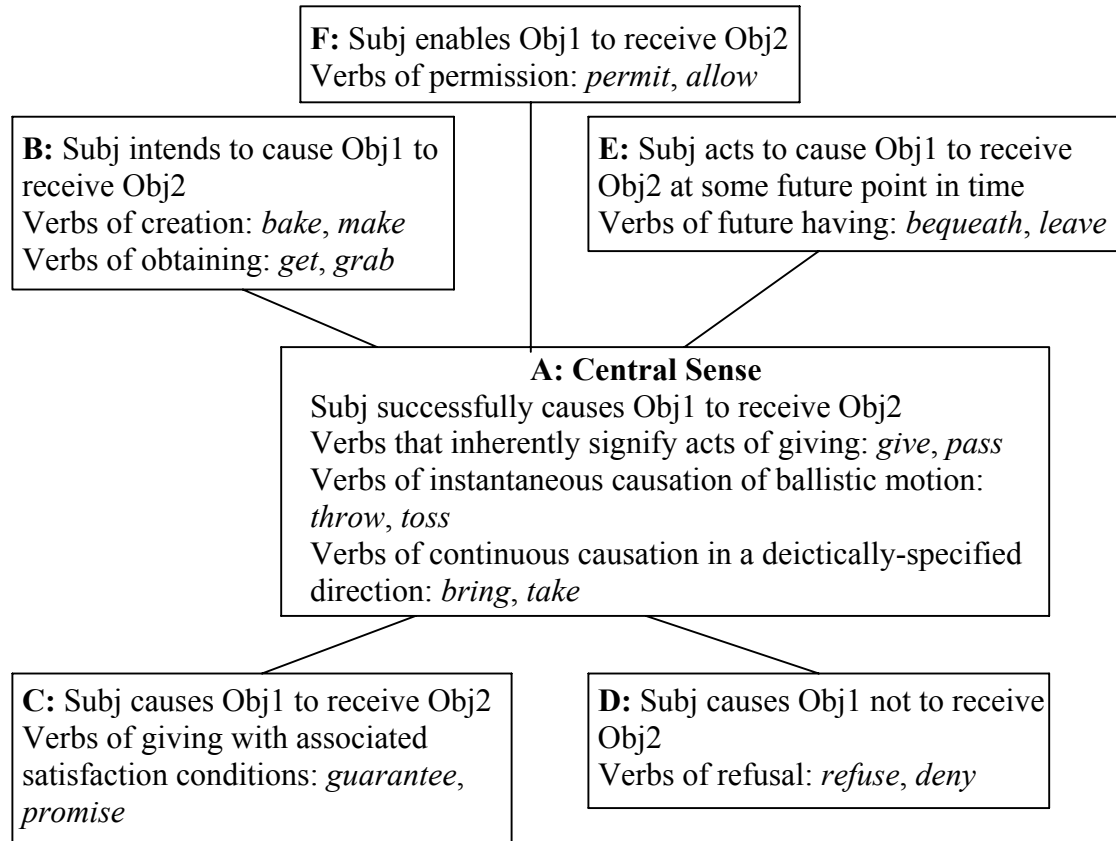 F: Subj enables Obj1 to receive Obj2
Verbs of permission: permit, allow
B: Subj intends to cause Obj1 to
receive Obj2
Verbs of creation: bake, make
Verbs of obtaining: get, grab
E: Subj acts to cause Obj1 to receive
Obj2 at some future point in time
Verbs of future having: bequeath, leave
A: Central Sense
Subj successfully causes Obj1 to receive Obj2
Verbs that inherently signify acts of giving: give, pass
Verbs of instantaneous causation of ballistic motion:
throw, toss
Verbs of continuous causation in a deictically-specified
direction: bring, take
C: Subj causes Obj1 to receive Obj2
Verbs of giving with associated
satisfaction conditions: guarantee,
promise
D: Subj causes Obj1 not to receive
Obj2
Verbs of refusal: refuse, deny